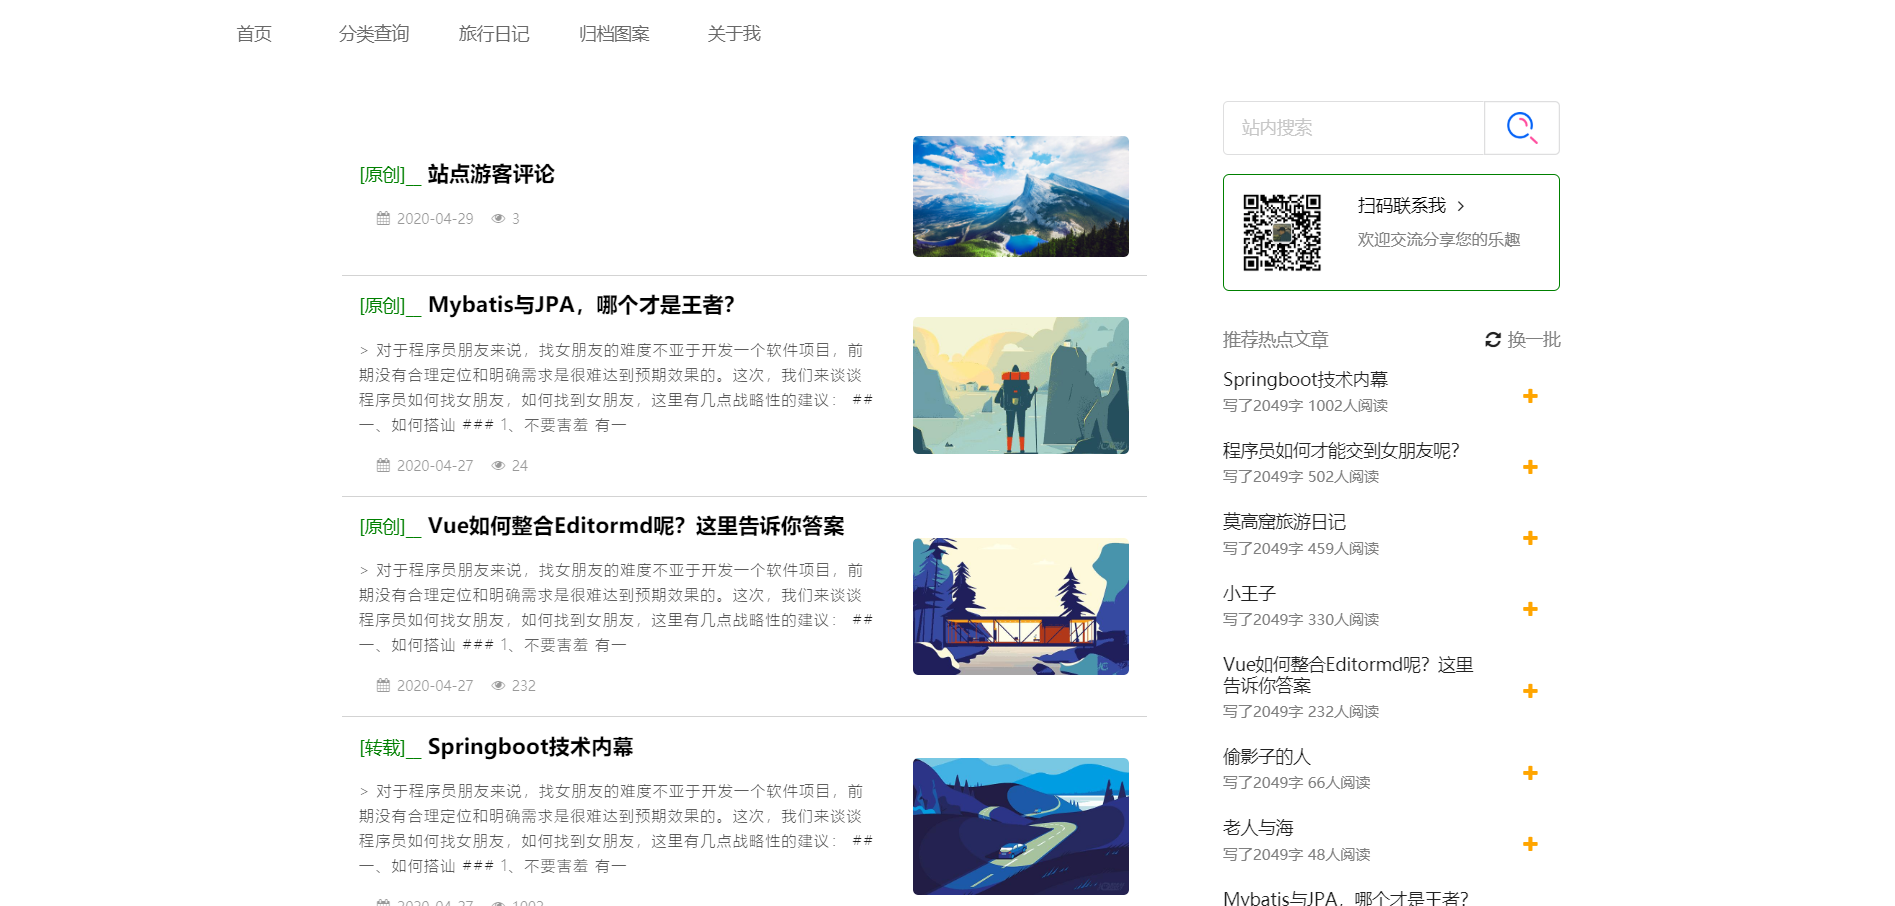 首页 分类查询 旅行日记 归档图案 关于我
[原创]__ 站点游客评论
2020-04-29 3
[原创]__ Mybatis与JPA，哪个才是王者？
> 对于程序员朋友来说，找女朋友的难度不亚于开发一个软件项目，前
期没有合理定位和明确需求是很难达到预期效果的。这次，我们来谈谈
程序员如何找女朋友，如何找到女朋友，这里有几点战略性的建议： ##
一、如何搭讪 ### 1、不要害羞 有一
2020-04-27 24
[原创]__ Vue如何整合Editormd呢？这里告诉你答案
> 对于程序员朋友来说，找女朋友的难度不亚于开发一个软件项目，前
期没有合理定位和明确需求是很难达到预期效果的。这次，我们来谈谈
程序员如何找女朋友，如何找到女朋友，这里有几点战略性的建议： ##
一、如何搭讪 ### 1、不要害羞 有一
2020-04-27 232
[转载]__ Springboot技术内幕
> 对于程序员朋友来说，找女朋友的难度不亚于开发一个软件项目，前
期没有合理定位和明确需求是很难达到预期效果的。这次，我们来谈谈
程序员如何找女朋友，如何找到女朋友，这里有几点战略性的建议： ##
一、如何搭讪 ### 1、不要害羞 有一
2020-04-27 1002
站内搜索
扫码联系我
欢迎交流分享您的乐趣
推荐热点文章 换一批
Springboot技术内幕
写了2049字 1002人阅读
程序员如何才能交到女朋友呢？
写了2049字 502人阅读
莫高窟旅游日记
写了2049字 459人阅读
小王子
写了2049字 330人阅读
Vue如何整合Editormd呢？这里
告诉你答案
写了2049字 232人阅读
偷影子的人
写了2049字 66人阅读
老人与海
写了2049字 48人阅读
Mybatis与JPA，哪个才是王者？